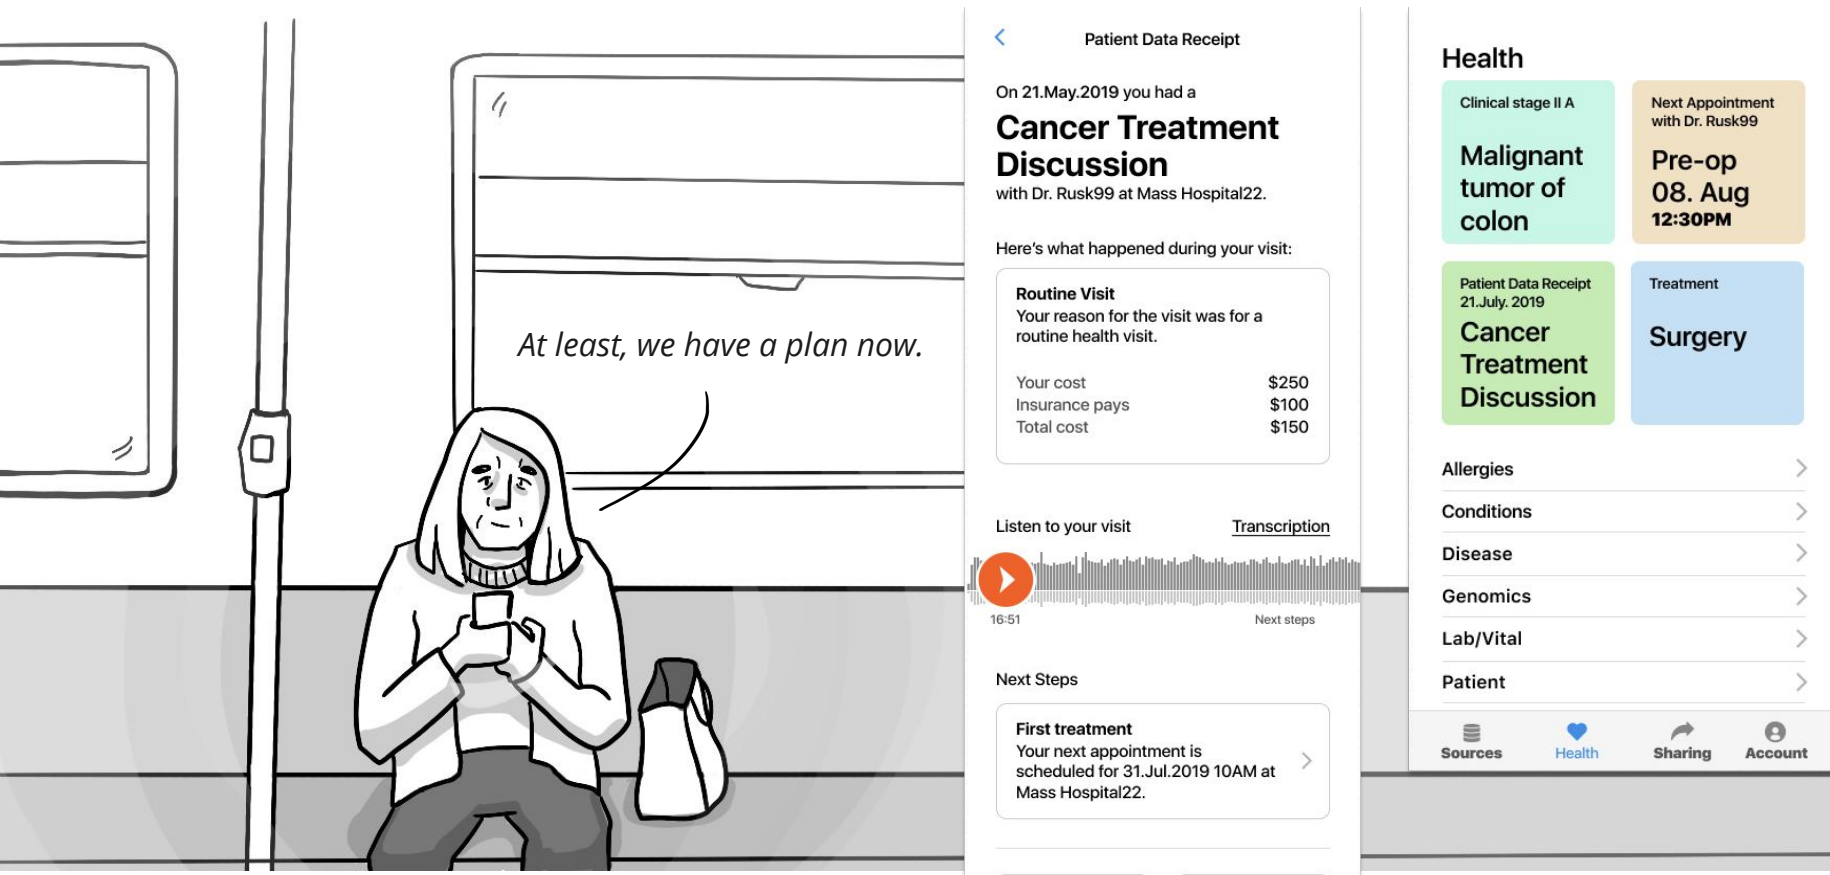 At least, we have a plan now.
Patient Data Receipt
On 21.May.2019 you had a
Cancer Treatment
Discussion
with Dr. Rusk99 at Mass Hospital22.
Here's what happened during your visit:
Routine Visit
Your reason for the visit was for a
routine health visit.
Your cost $250
Insurance pays $100
Total cost $150
Listen to your visit Transcription
16:51 Next steps
Next Steps
First treatment
Your next appointment is
scheduled for 31.Jul.2019 10AM at
Mass Hospital22.
Health
Clinical stage II A
Malignant
tumor of
colon
Next Appointment
with Dr. Rusk99
Pre-op
08. Aug
12:30PM
Patient Data Receipt
21.July. 2019
Cancer
Treatment
Discussion
Treatment
Surgery
Allergies
Conditions
Disease
Genomics
Lab/Vital
Patient
Sources Health Sharing Account